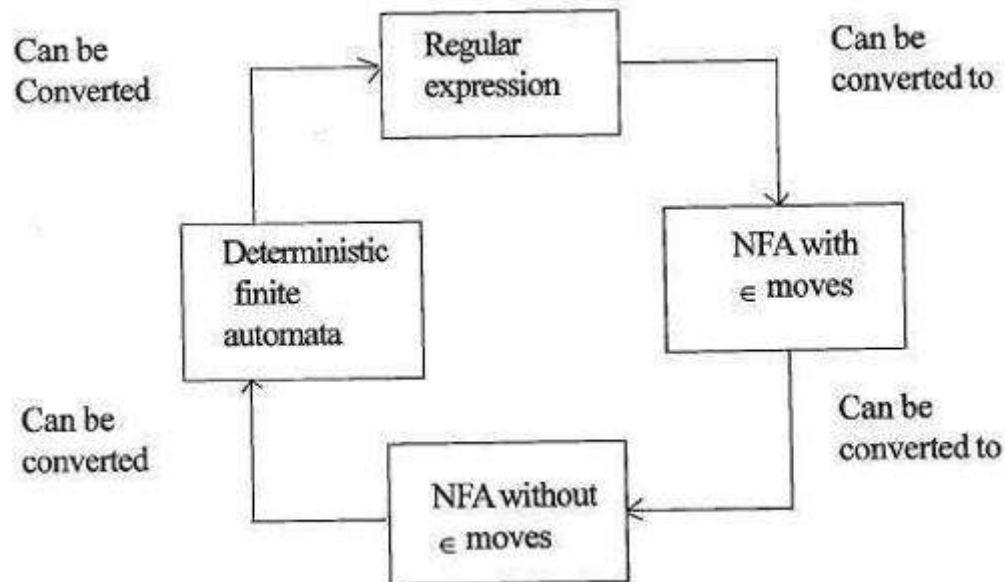 Can be
Converted
Regular
expression
Can be
converted to
Deterministic
finite
automata
NFA with
∈ moves
Can be
converted
Can be
converted to
NFA without
∈ moves